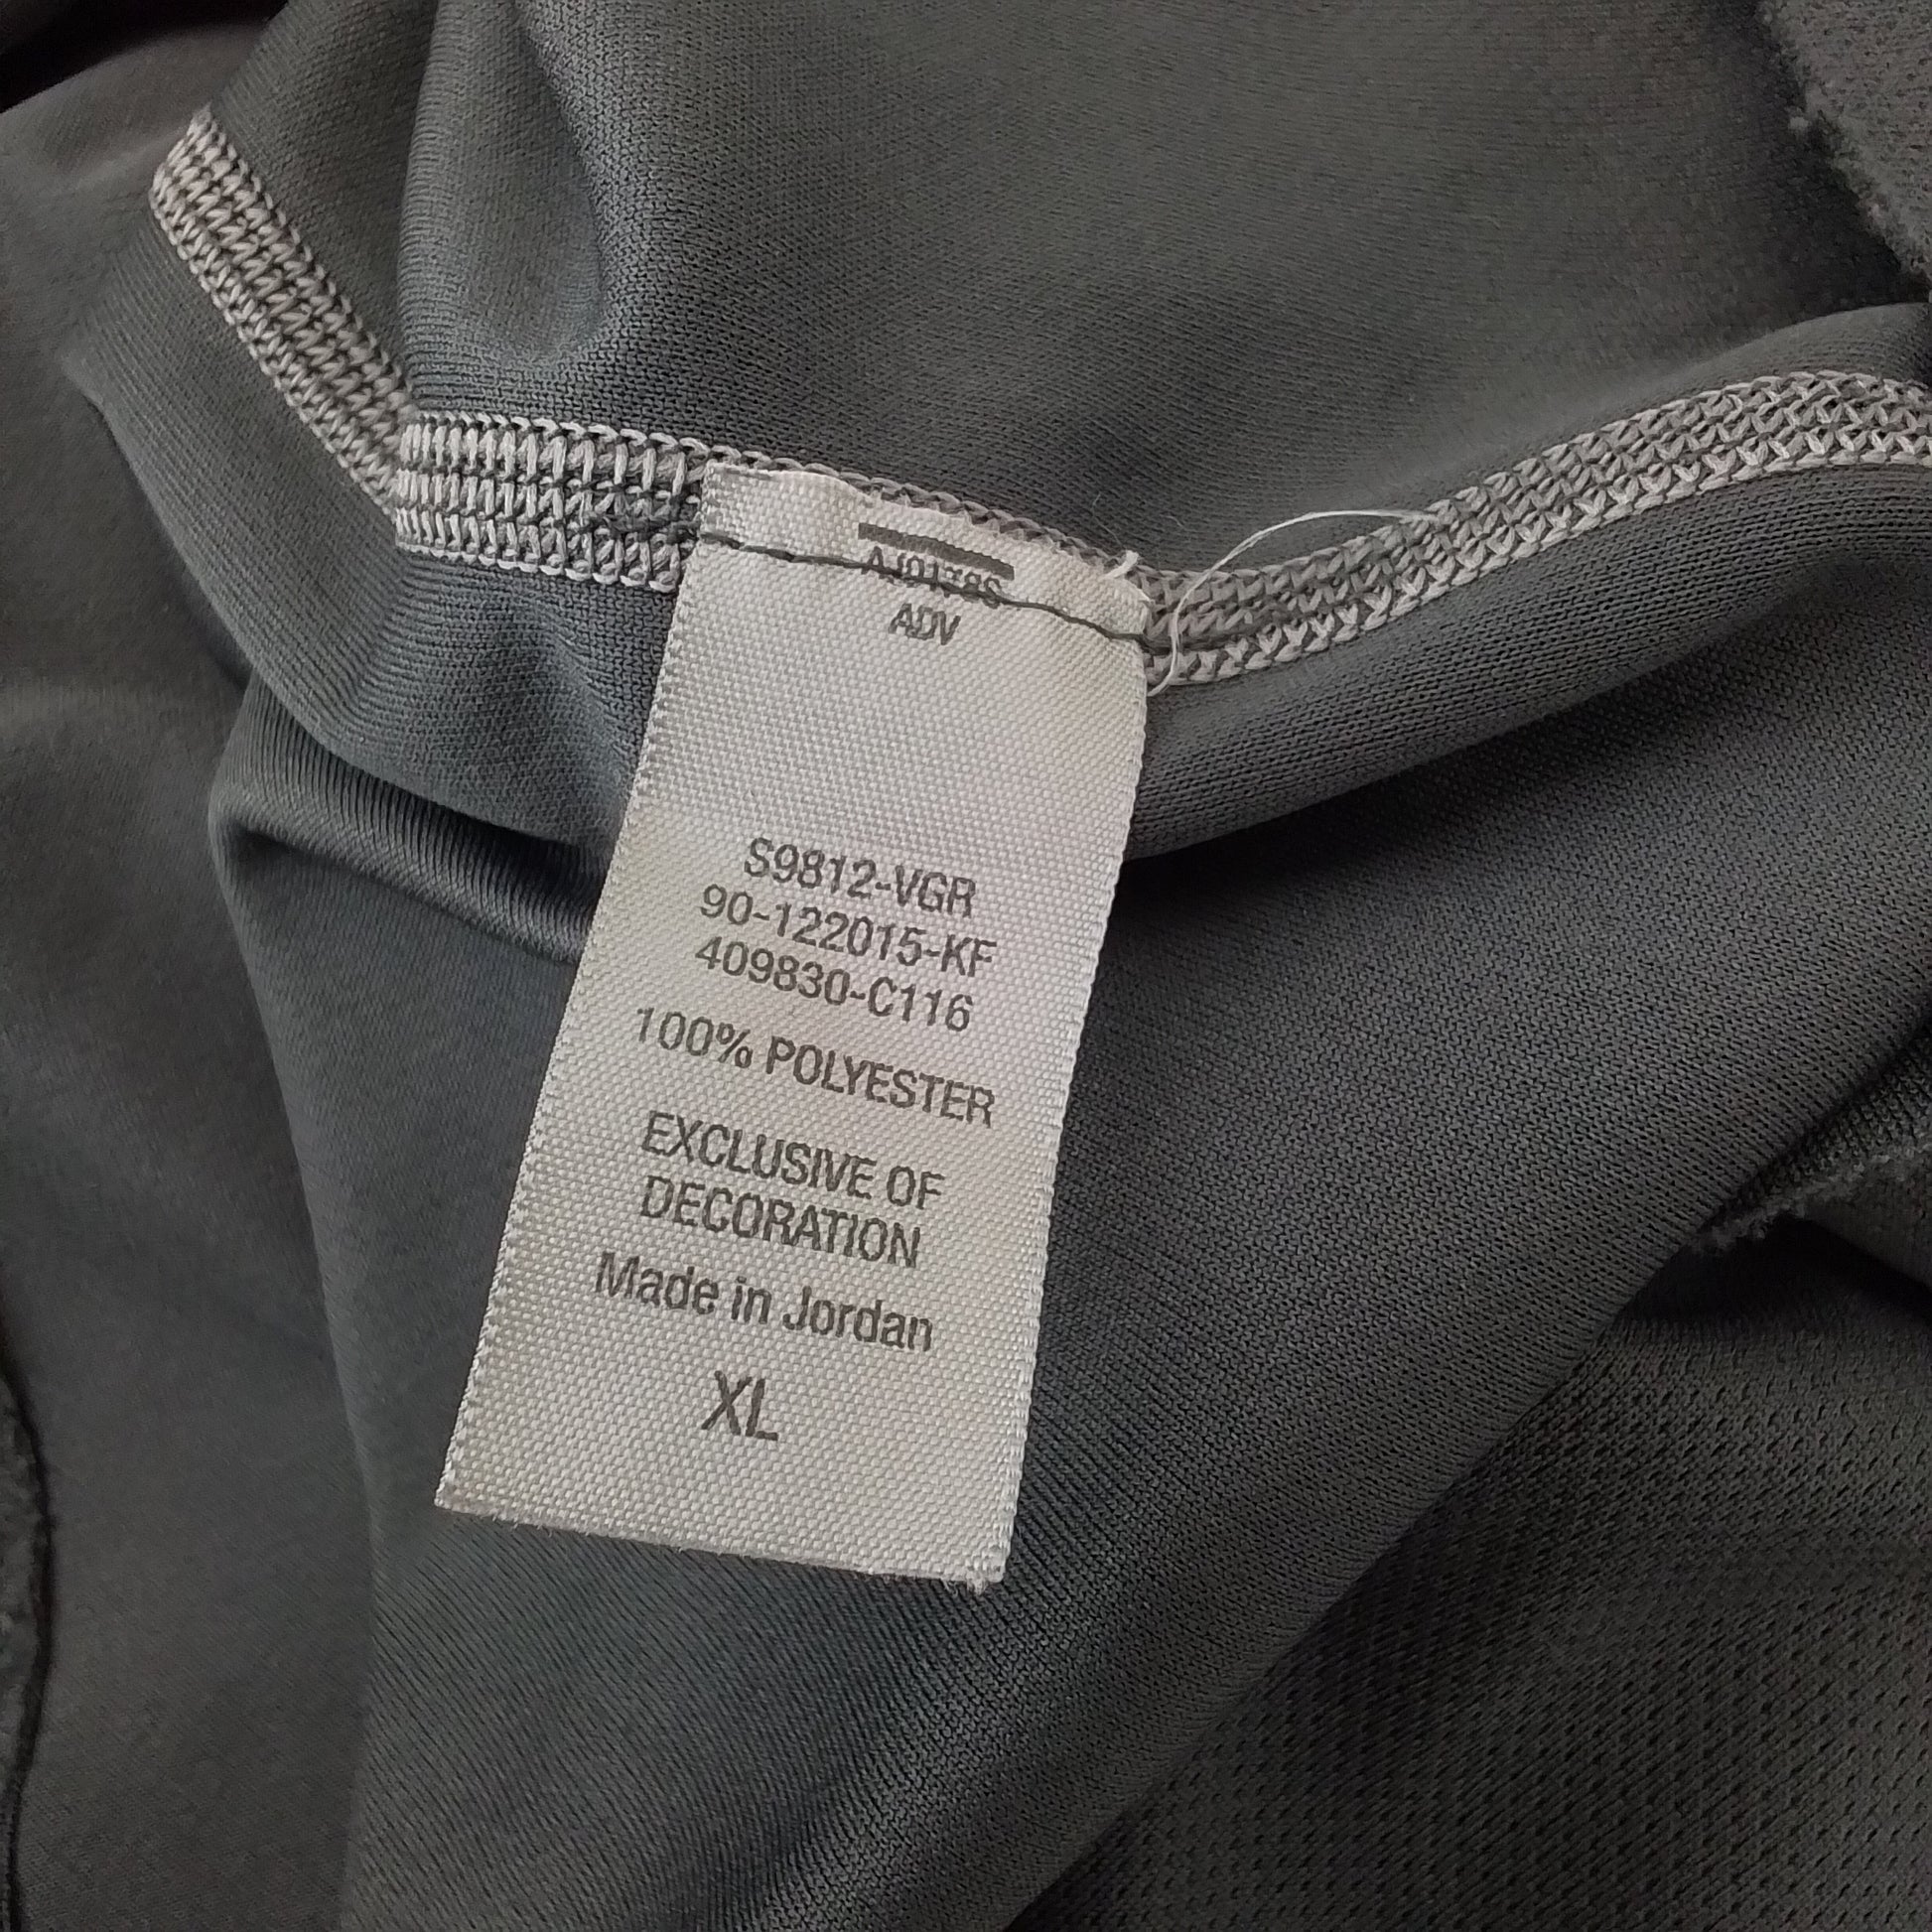 ADV
S9812-VGR
90-122015-KF
409830-C116
100% POLYESTER
EXCLUSIVE OF
DECORATION
Made in Jordan
XL